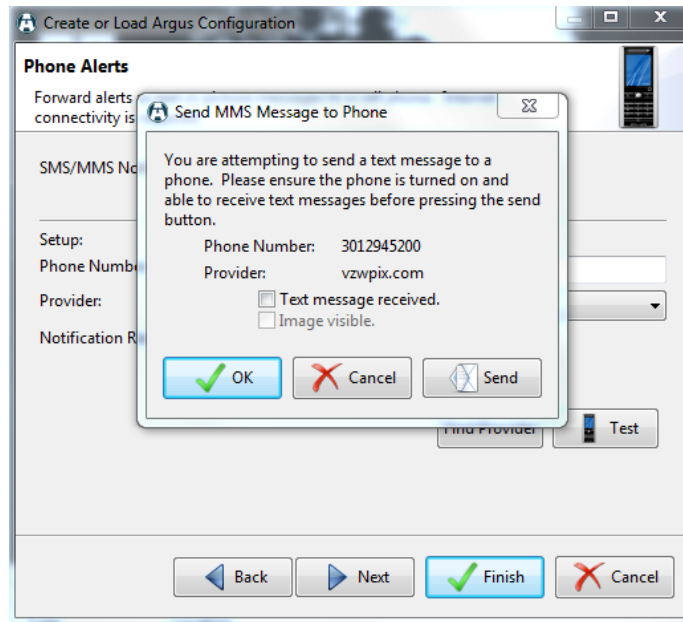 Create or Load Argus Configuration
Phone Alerts
Forward alerts
connectivity is
Send MMS Message to Phone
SMS/MMS No
You are attempting to send a text message to a
phone. Please ensure the phone is turned on and
able to receive text messages before pressing the send
button.
Phone Number: 3012945200
Provider: vzwpix.com
Text message received.
Image visible.
OK Cancel Send
Setup:
Phone Numbe
Provider:
Notification R
Find Provider Test
Back Next Finish Cancel